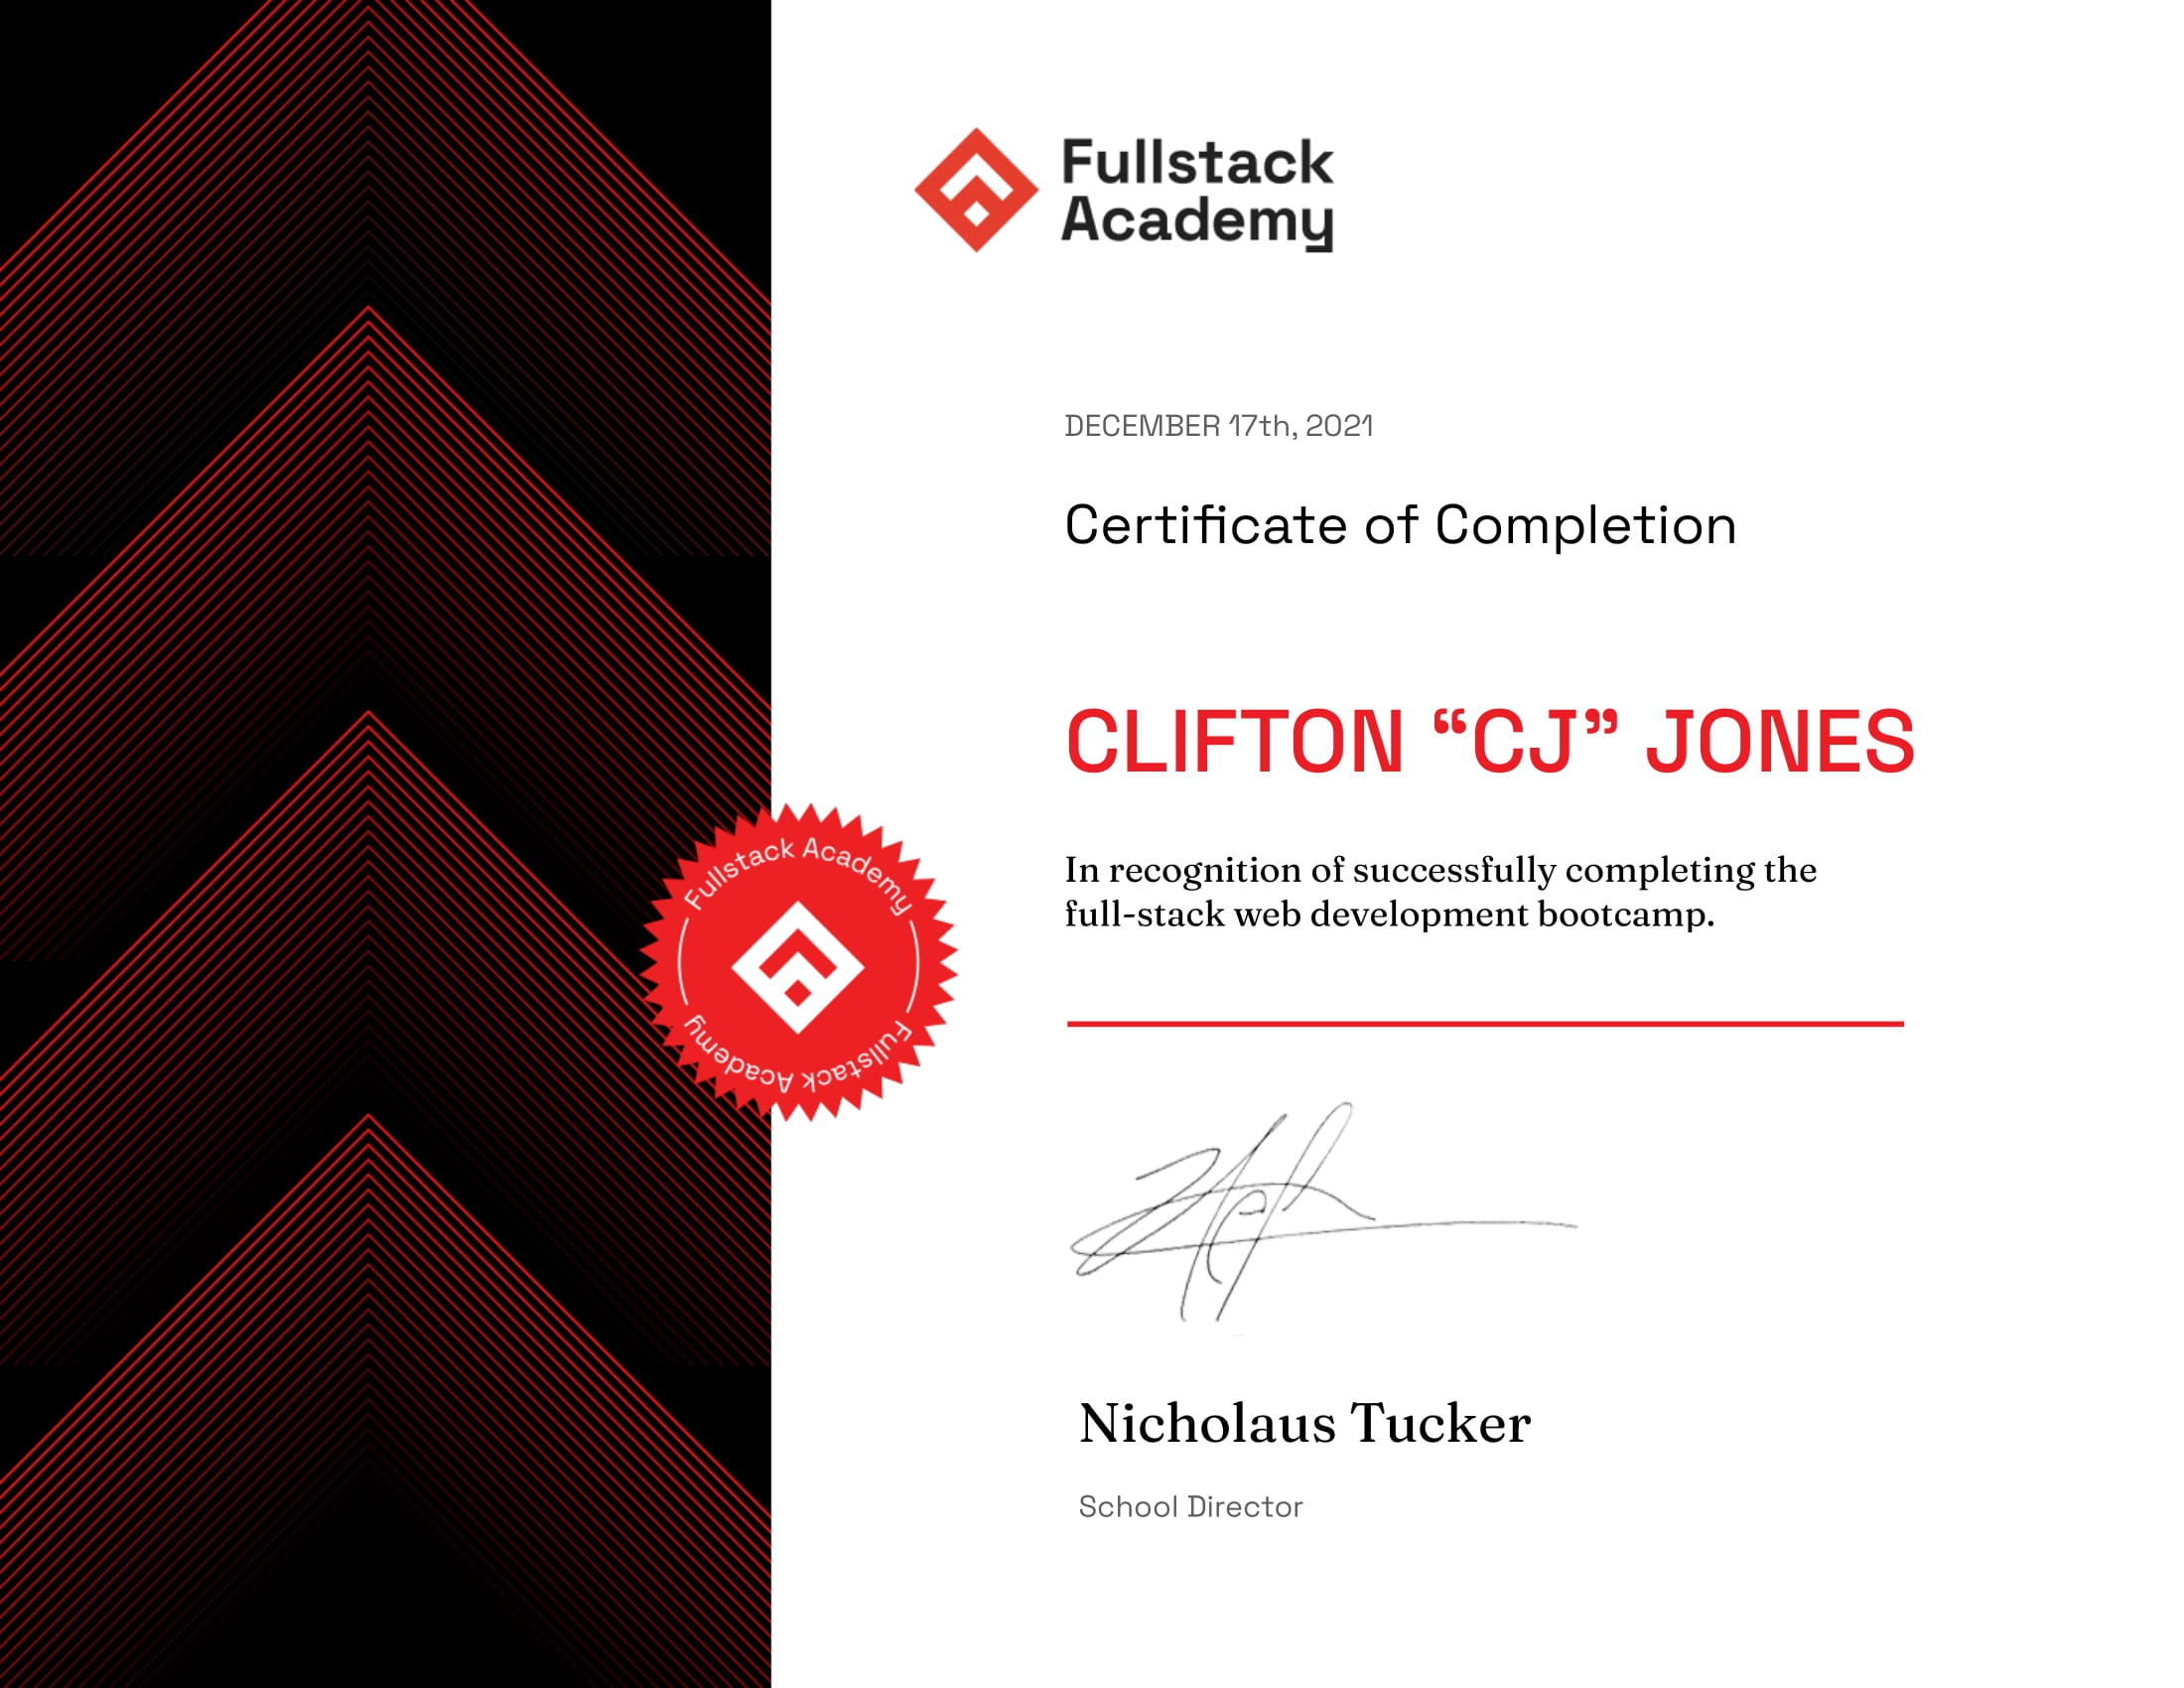 Fullstack
Academy
DECEMBER 17th, 2021
Certificate of Completion
CLIFTON “CJ” JONES
In recognition of successfully completing the
full-stack web development bootcamp.
Fullstack Academy
Fullstack Academy
Nicholaus Tucker
School Director